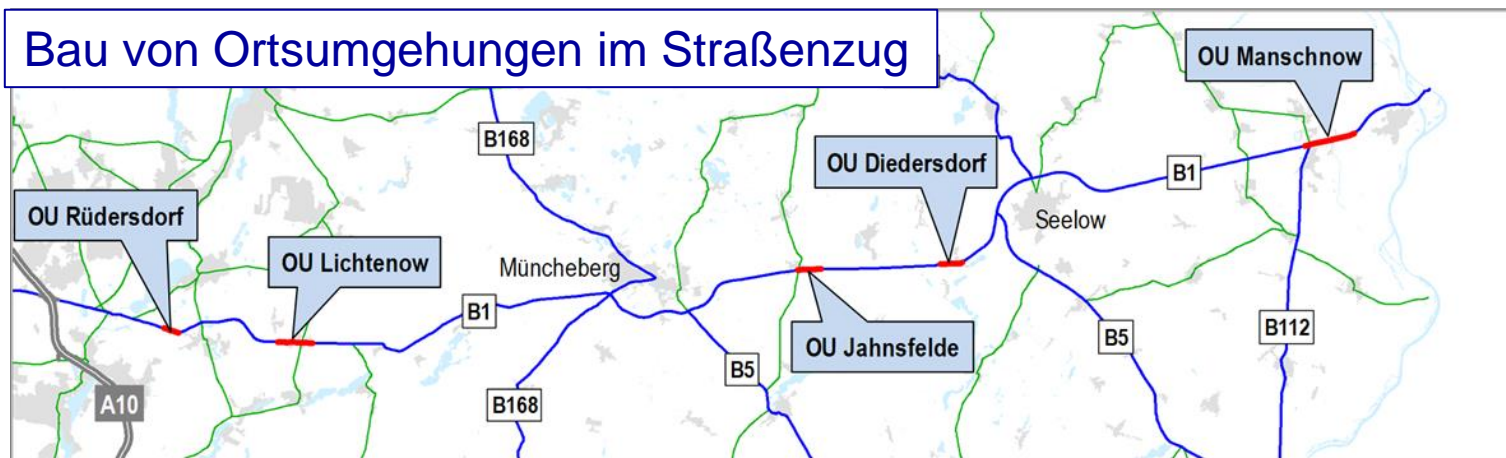 Bau von Ortsumgehungen im Straßenzug
OU Manschnow
B168
OU Diedersdorf
B1
OU Rüdersdorf
Seelow
OU Lichtenow
Müncheberg
B1
B112
B5
OU Jahnsfelde
B5
A10
B168